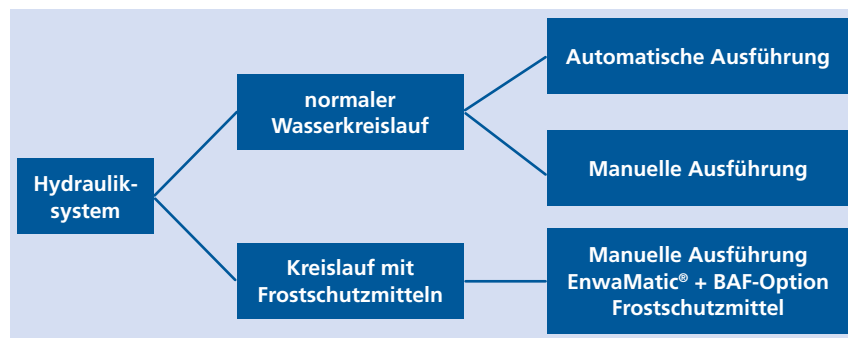 Hydraulik-
system
normaler
Wasserkreislauf
Kreislauf mit
Frostschutzmitteln
Automatische Ausführung
Manuelle Ausführung
Manuelle Ausführung
EnwaMatic® + BAF-Option
Frostschutzmittel